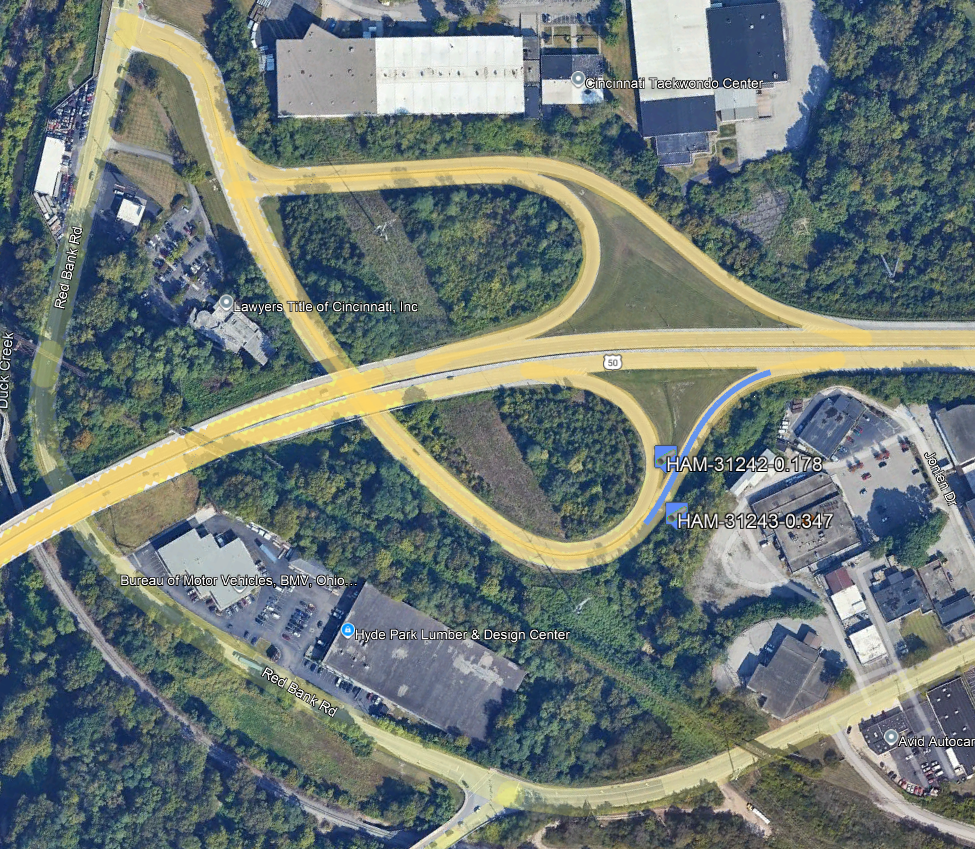 Cincinnati Taekwondo Center
Red Bank Rd
Lawyers Title of Cincinnati, Inc
Duck Creek
50
HAM-31242-0.178
Jonlen Dr
HAM-31243-0.347
Bureau of Motor Vehicles, BMV, Ohio...
Hyde Park Lumber & Design Center
Red Bank Rd
Avid Autocar